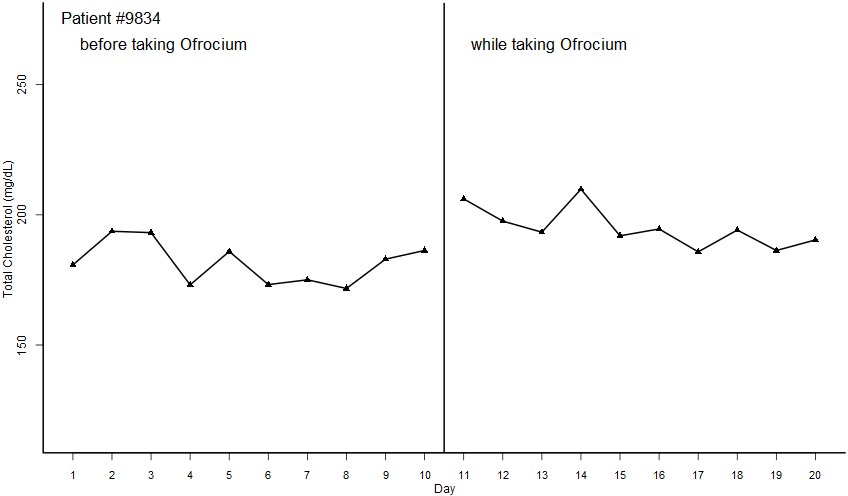 Patient #9834
before taking Ofrocium
while taking Ofrocium
Total Cholesterol (mg/dL)
250
200
150
1 2 3 4 5 6 7 8 9 10 11 12 13 14 15 16 17 18 19 20
Day